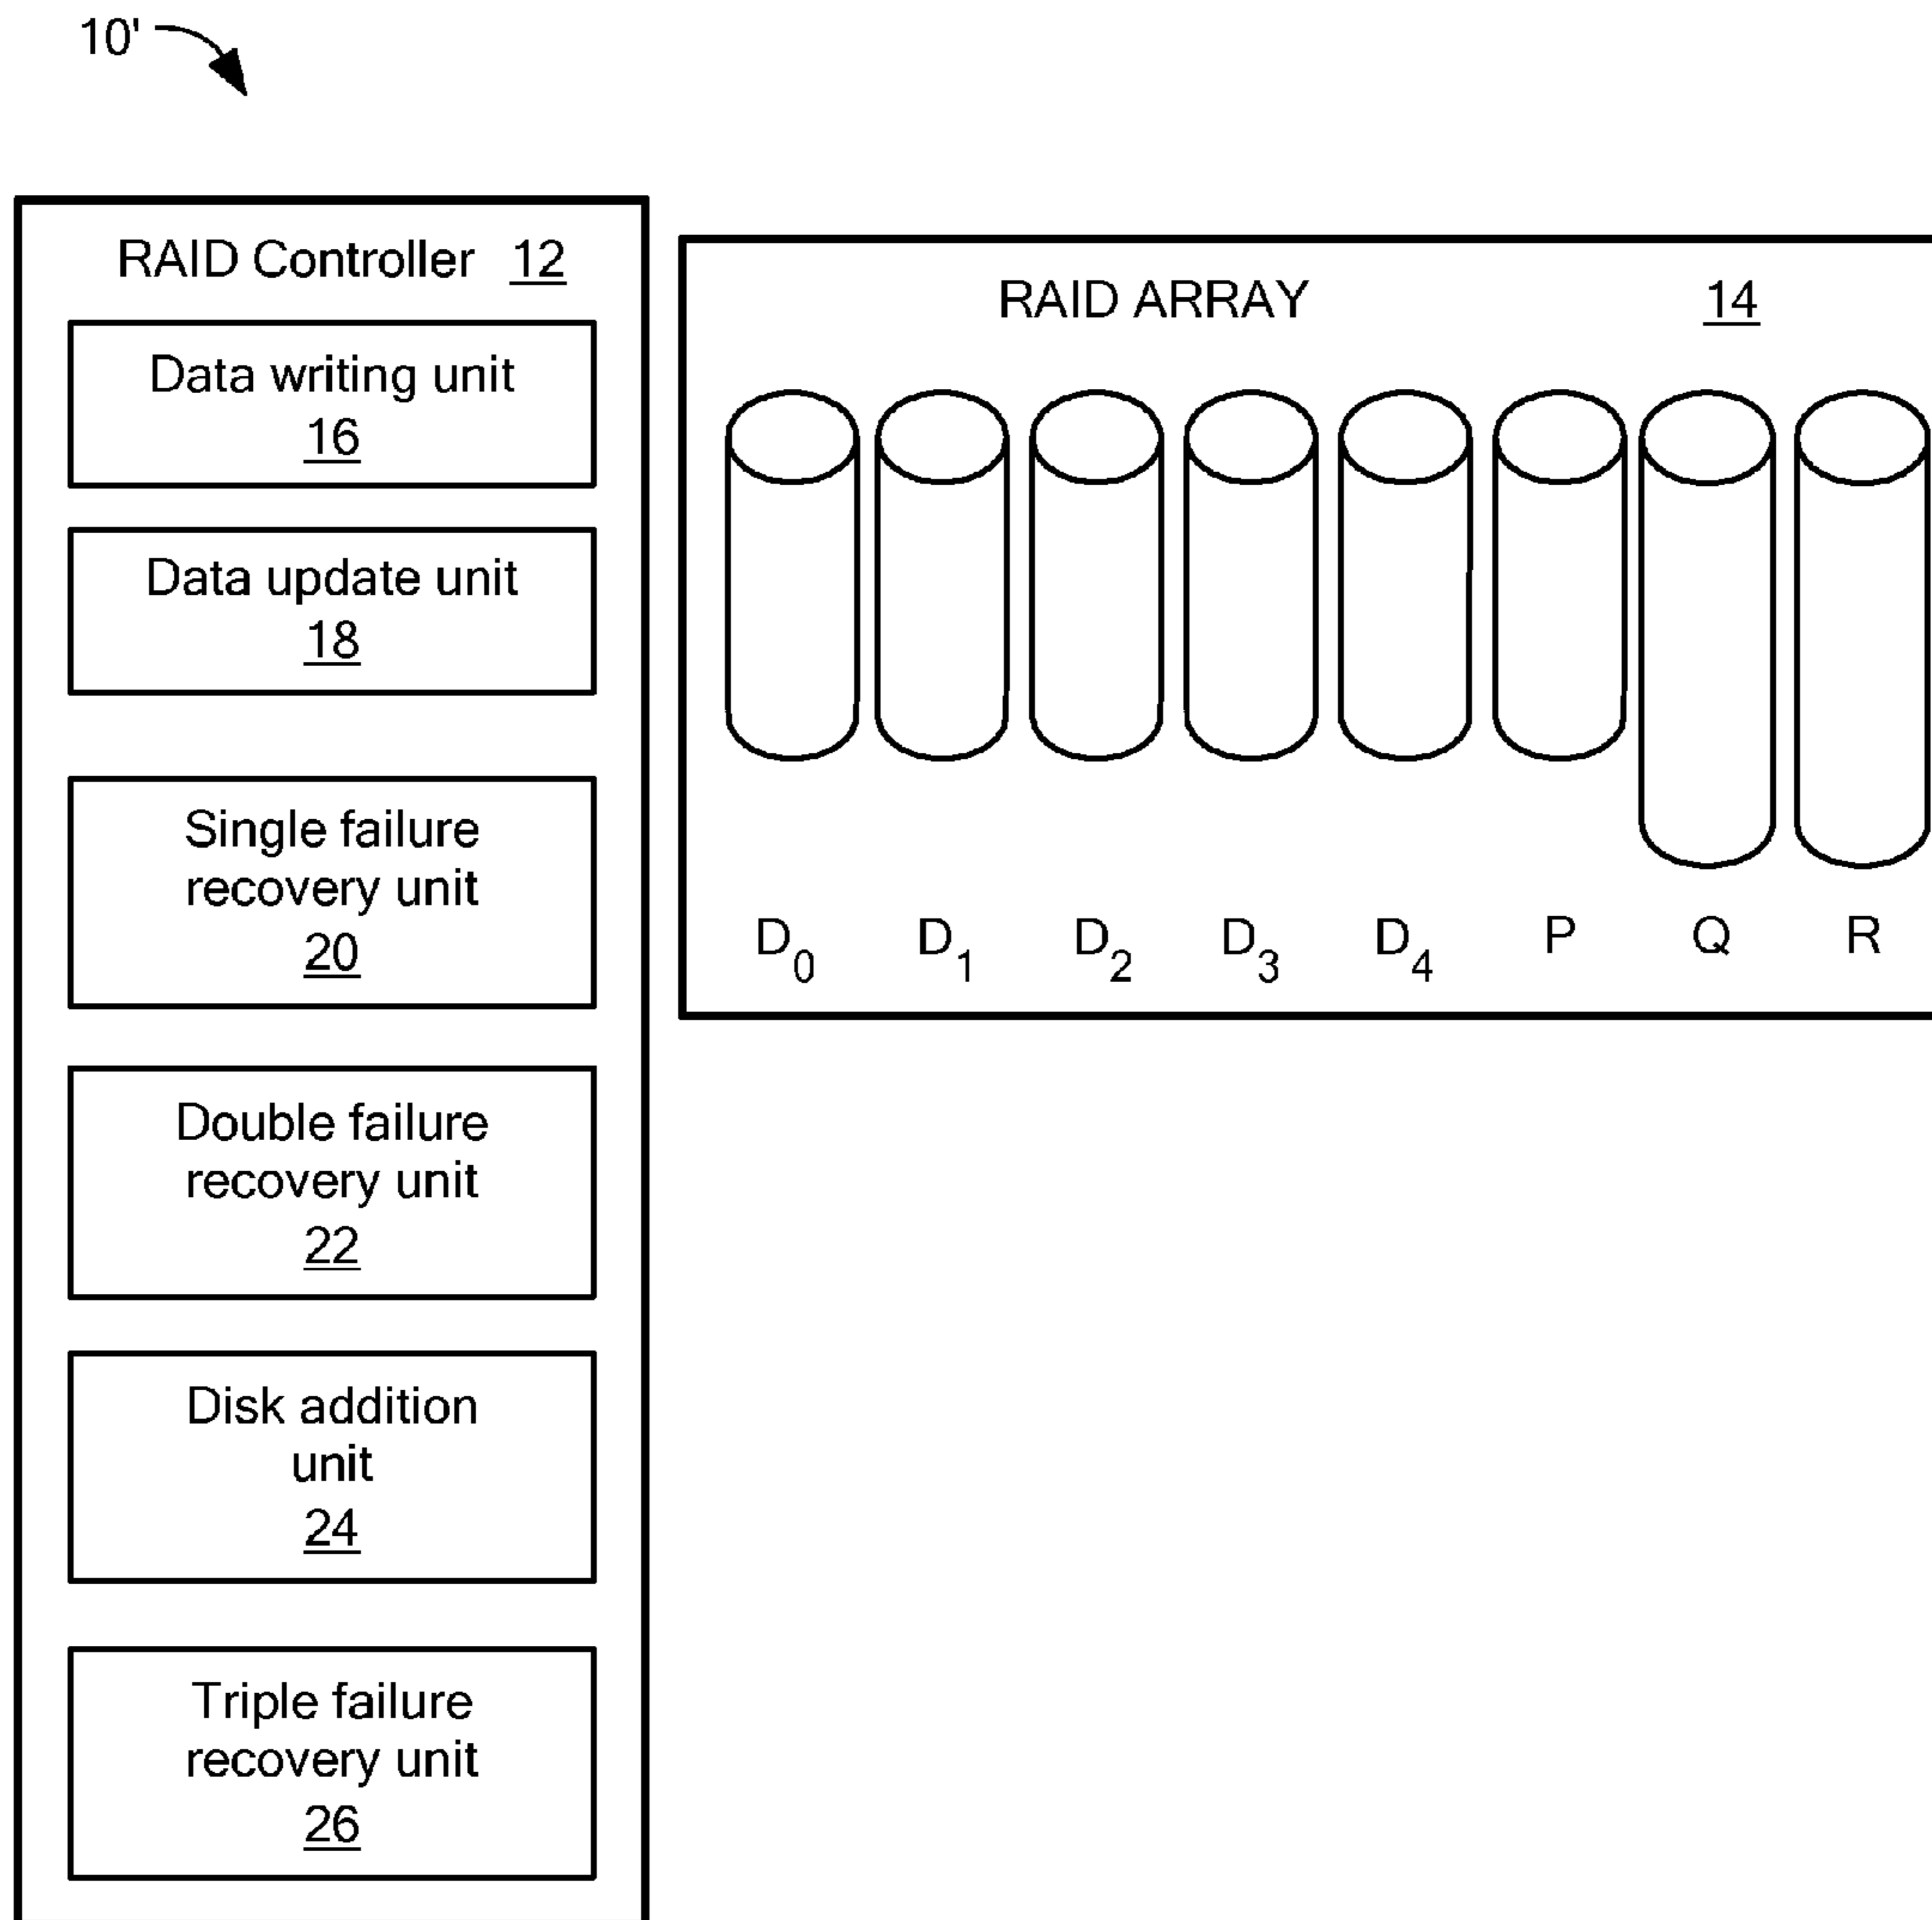 10'
RAID Controller 12
Data writing unit
16
Data update unit
18
Single failure
recovery unit
20
Double failure
recovery unit
22
Disk addition
unit
24
Triple failure
recovery unit
26
RAID ARRAY 14
D0 D1 D2 D3 D4 P Q R